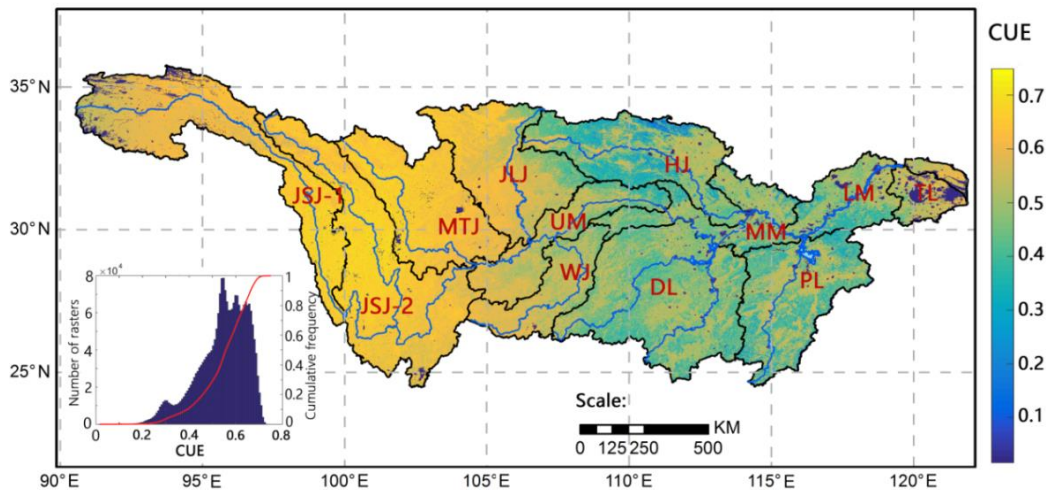 CUE
35°N
30°N
25°N
90°E
95°E
100°E
105°E
110°E
115°E
120°E
0.7
0.6
0.5
0.4
0.3
0.2
0.1
JSJ-1
JSJ-2
MTJ
JLJ
UM
WJ
HJ
DL
MM
PL
LM
TL
×10⁴
8
6
4
2
0
Number of rasters
1
0.8
0.6
0.4
0.2
0
Cumulative frequency
0 0.2 0.4 0.6 0.8
CUE
Scale:
KM
0 125 250 500